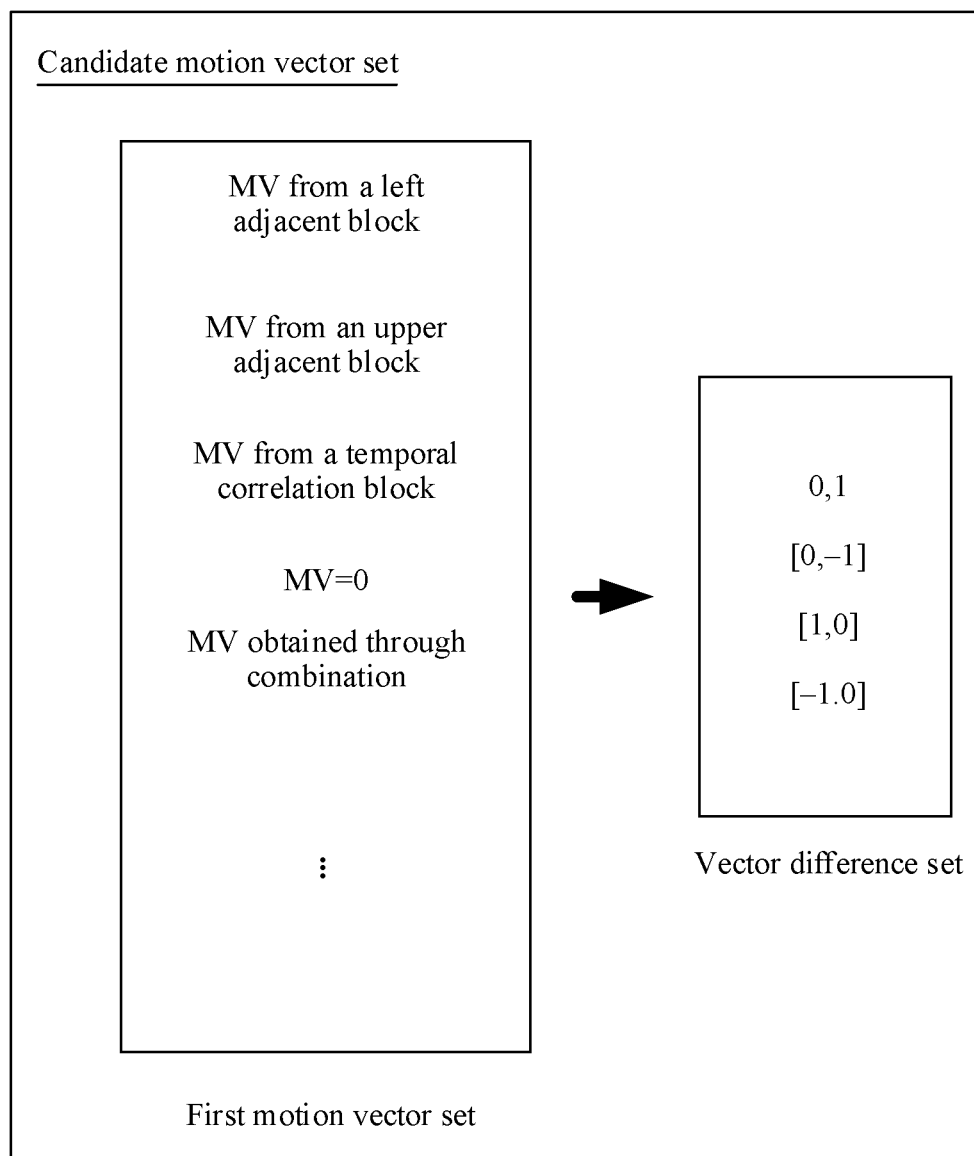 Candidate motion vector set
MV from a left
adjacent block
MV from an upper
adjacent block
MV from a temporal
correlation block
MV=0
MV obtained through
combination
⋮
First motion vector set
0,1
[0,–1]
[1,0]
[–1.0]
Vector difference set